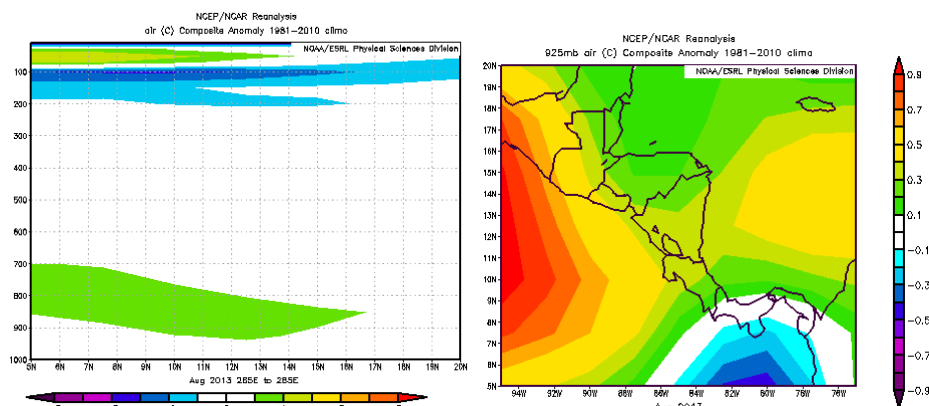 NCEP/NCAR Reanalysis
air (C) Composite Anomaly 1981-2010 clima
NOAA/ESRL Physical Sciences Division
100
200
300
400
500
600
700
800
900
1000
5N 6N 7N 8N 9N 10N 11N 12N 13N 14N 15N 16N 17N 18N 19N 20N
Aug 2013 265E to 285E
NCEP/NCAR Reanalysis
925mb air (C) Composite Anomaly 1981-2010 clima
NOAA/ESRL Physical Sciences Division
20N
19N
18N
17N
16N
15N
14N
13N
12N
11N
10N
9N
8N
7N
6N
5N
94W 92W 90W 88W 86W 84W 82W 80W 78W 76W
0.9
0.7
0.5
0.3
0.1
-0.1
-0.3
-0.5
-0.7
-0.9